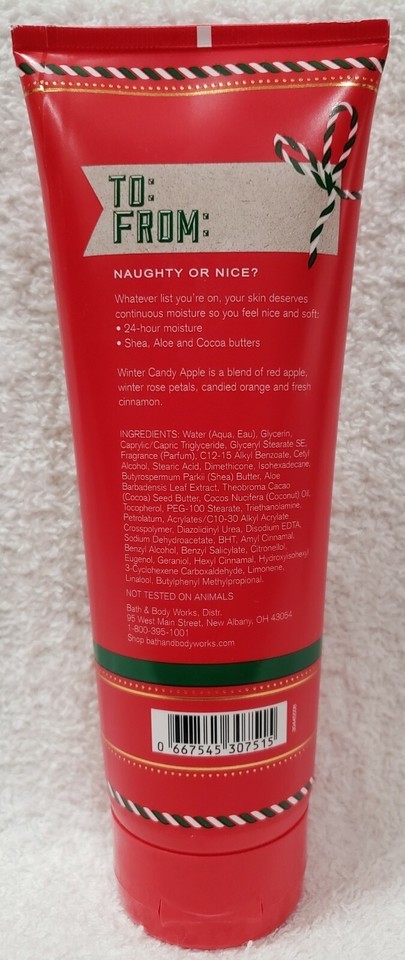 TO:
FROM:
NAUGHTY OR NICE?
Whatever list you're on, your skin deserves
continuous moisture so you feel nice and soft:
• 24-hour moisture
• Shea, Aloe and Cocoa butters
Winter Candy Apple is a blend of red apple,
winter rose petals, candied orange and fresh
cinnamon.
INGREDIENTS: Water (Aqua, Eau), Glycerin,
Caprylic/Capric Triglyceride, Glyceryl Stearate SE,
Fragrance (Parfum), C12-15 Alkyl Benzoate, Cetyl
Alcohol, Stearic Acid, Dimethicone, Isohexadecane,
Butyrospermum Parkii (Shea) Butter, Aloe
Barbadensis Leaf Extract, Theobroma Cacao
(Cocoa) Seed Butter, Cocos Nucifera (Coconut) Oil,
Tocopherol, PEG-100 Stearate, Triethanolamine,
Petrolatum, Acrylates/C10-30 Alkyl Acrylate
Crosspolymer, Diazolidinyl Urea, Disodium EDTA,
Sodium Dehydroacetate, BHT, Amyl Cinnamal,
Benzyl Alcohol, Benzyl Salicylate, Citronellol,
Eugenol, Geraniol, Hexyl Cinnamal, Hydroxyisohexyl
3-Cyclohexene Carboxaldehyde, Limonene,
Linalool, Butylphenyl Methylpropional.
NOT TESTED ON ANIMALS
Bath & Body Works, Distr.
95 West Main Street, New Albany, OH 43054
1-800-395-1001
Shop bathandbodyworks.com
0 667545 307515